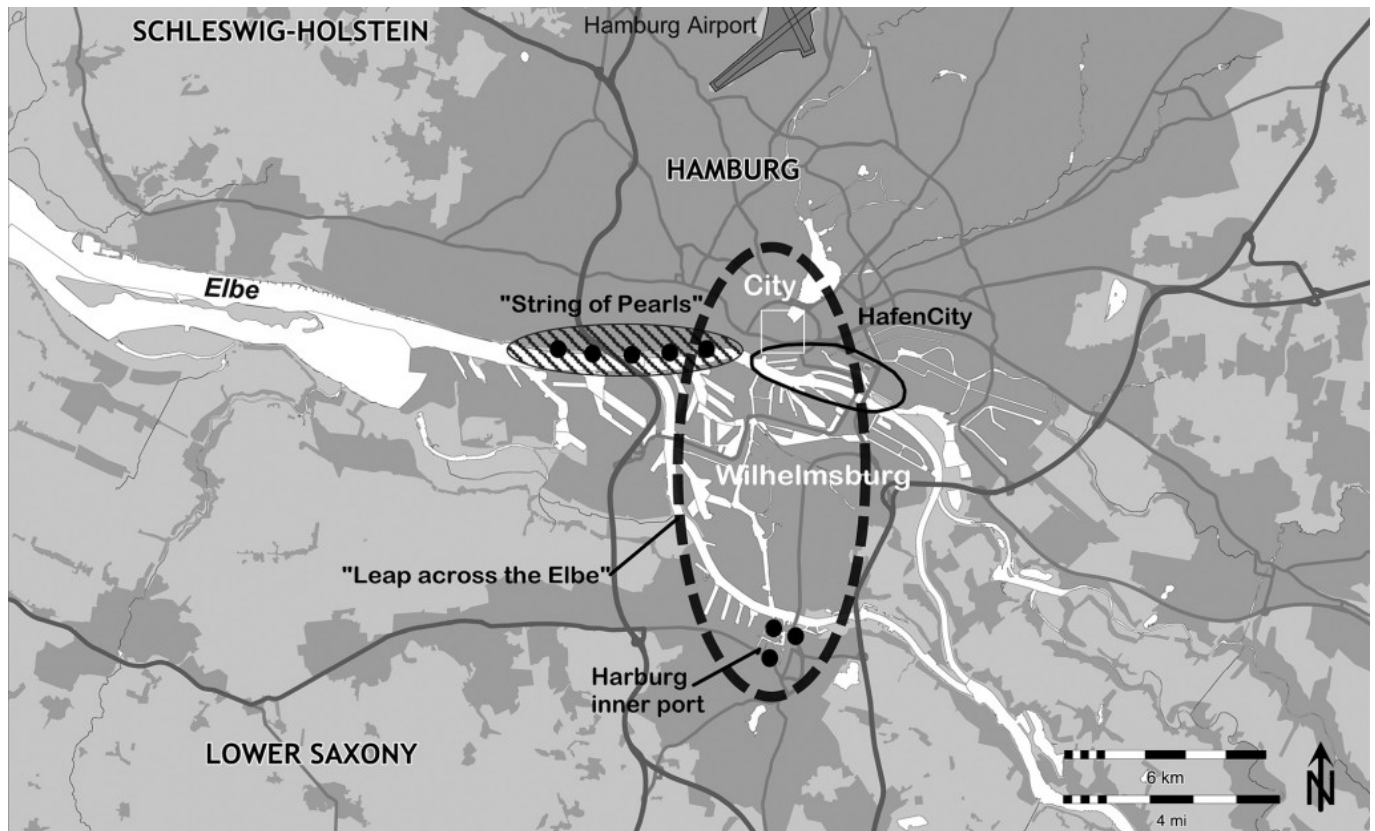 Hamburg Airport
SCHLESWIG-HOLSTEIN
HAMBURG
Elbe
"String of Pearls"
City
HafenCity
Wilhelmsburg
"Leap across the Elbe"
Harburg
inner port
LOWER SAXONY
6 km
4 mi
N